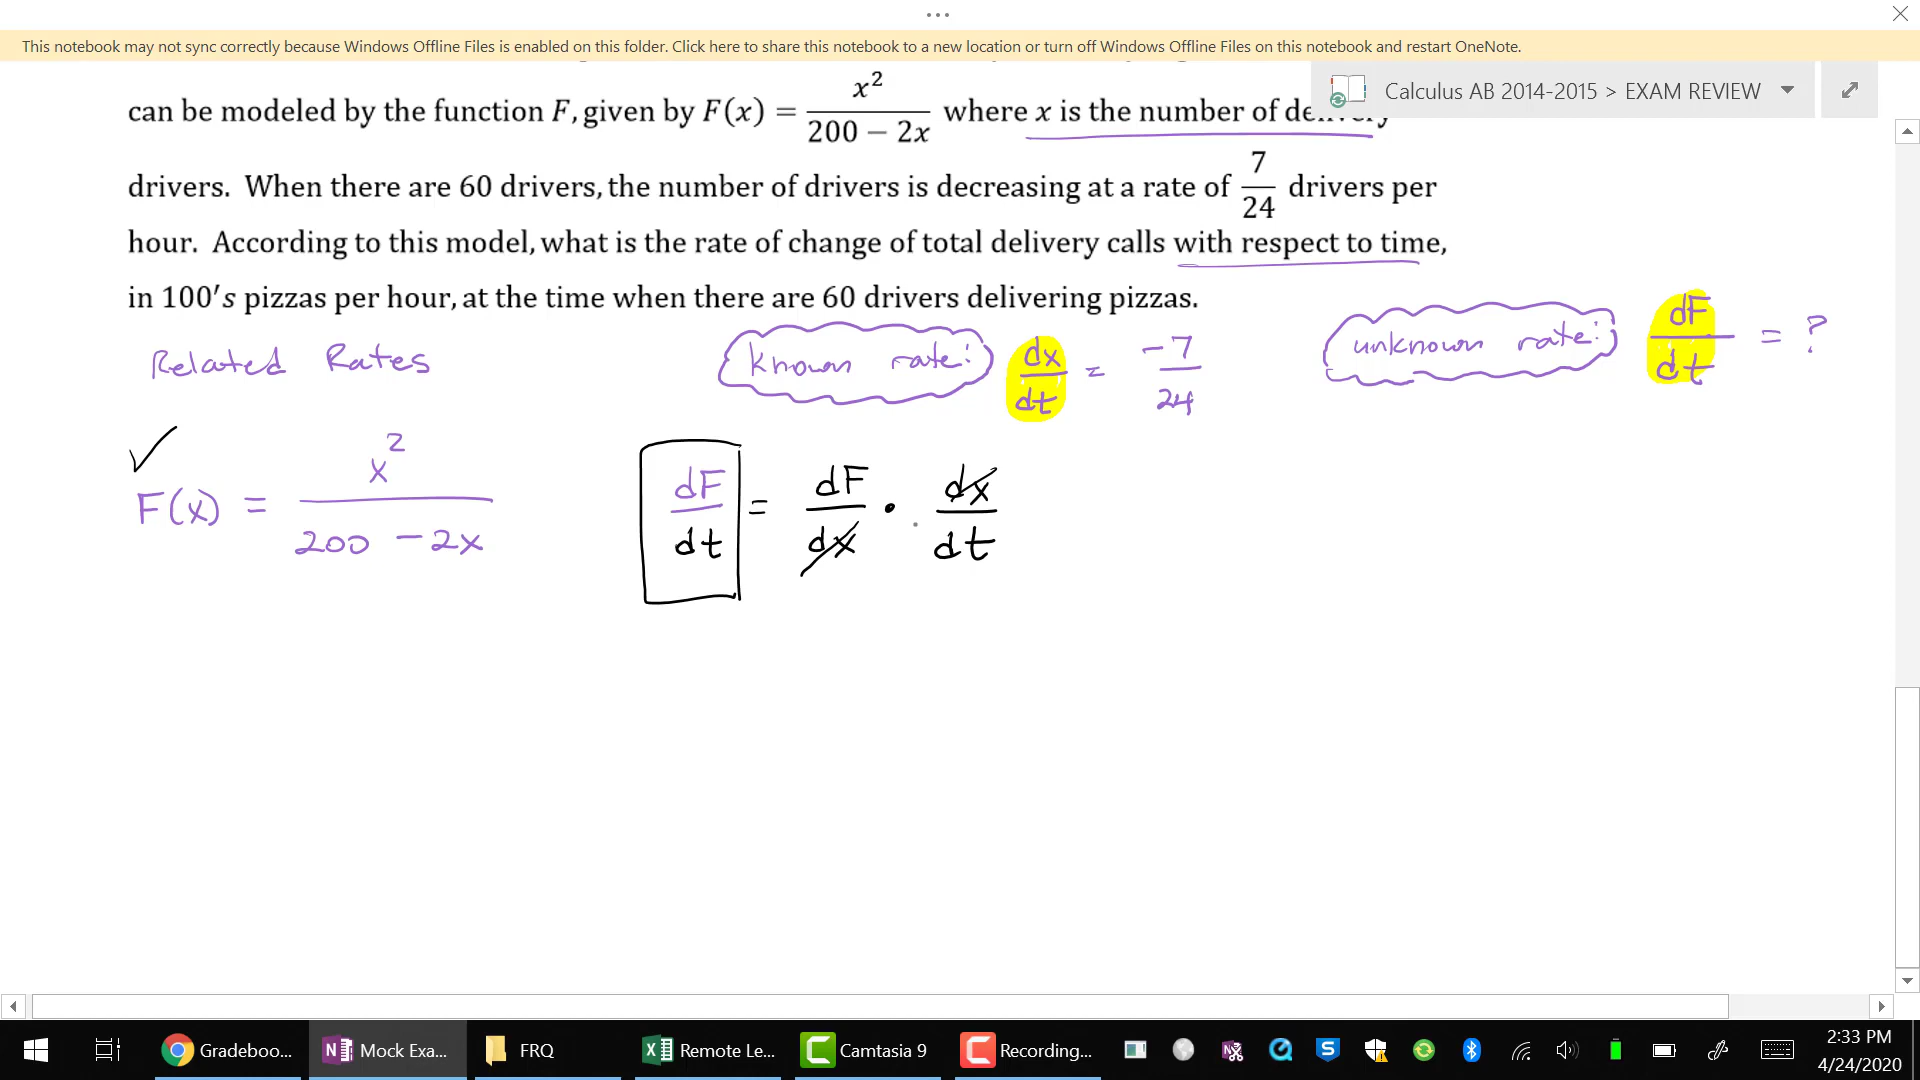 This notebook may not sync correctly because Windows Offline Files is enabled on this folder. Click here to share this notebook to a new location or turn off Windows Offline Files on this notebook and restart OneNote.
Calculus AB 2014-2015 > EXAM REVIEW
can be modeled by the function F, given by F(x) = x² / (200 − 2x) where x is the number of delivery
drivers. When there are 60 drivers, the number of drivers is decreasing at a rate of 7/24 drivers per
hour. According to this model, what is the rate of change of total delivery calls with respect to time,
in 100's pizzas per hour, at the time when there are 60 drivers delivering pizzas.
Related Rates
known rate: dx/dt = -7/24
unknown rate: dF/dt = ?
✓
F(x) = x² / (200 - 2x)
dF/dt = dF/dx · dx/dt
Gradeboo...
Mock Exa...
FRQ
Remote Le...
Camtasia 9
Recording...
2:33 PM
4/24/2020